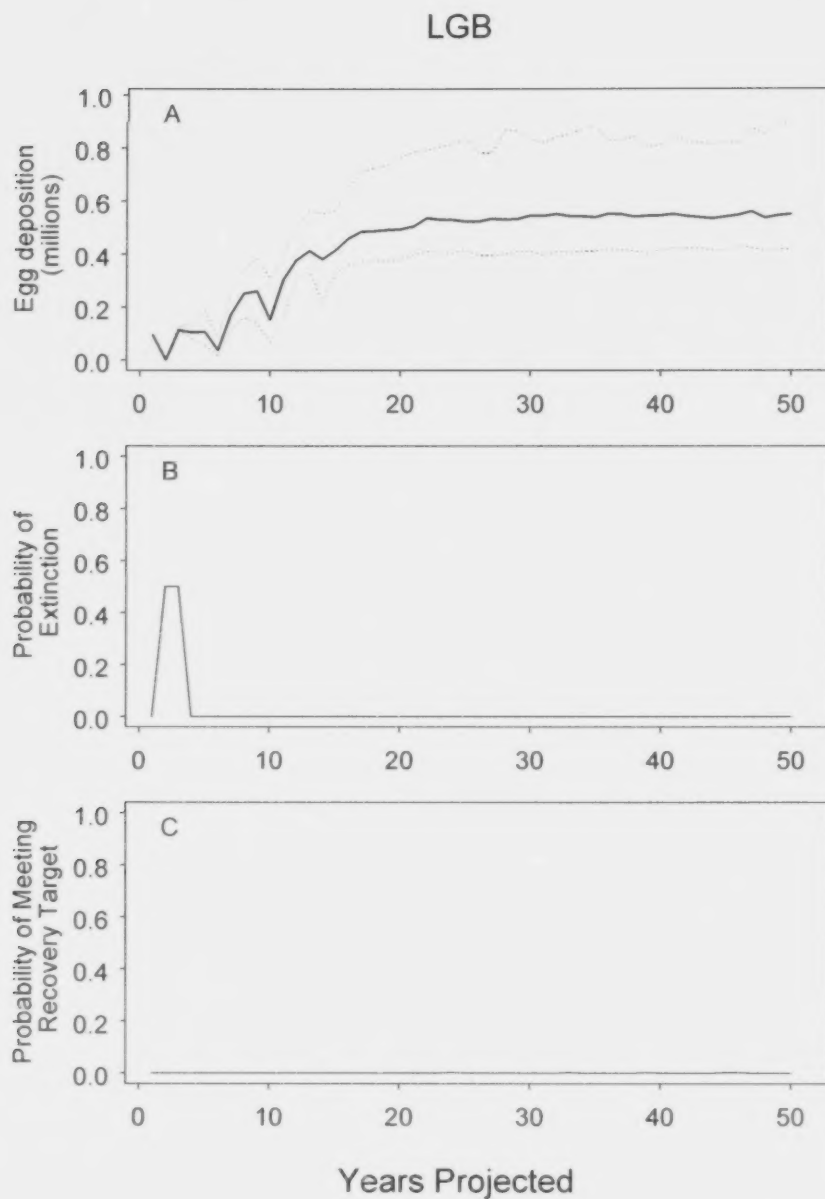 LGB
Egg deposition
(millions)
A
1.0
0.8
0.6
0.4
0.2
0.0
0 10 20 30 40 50
Probability of
Extinction
B
1.0
0.8
0.6
0.4
0.2
0.0
0 10 20 30 40 50
Probability of Meeting
Recovery Target
C
1.0
0.8
0.6
0.4
0.2
0.0
0 10 20 30 40 50
Years Projected